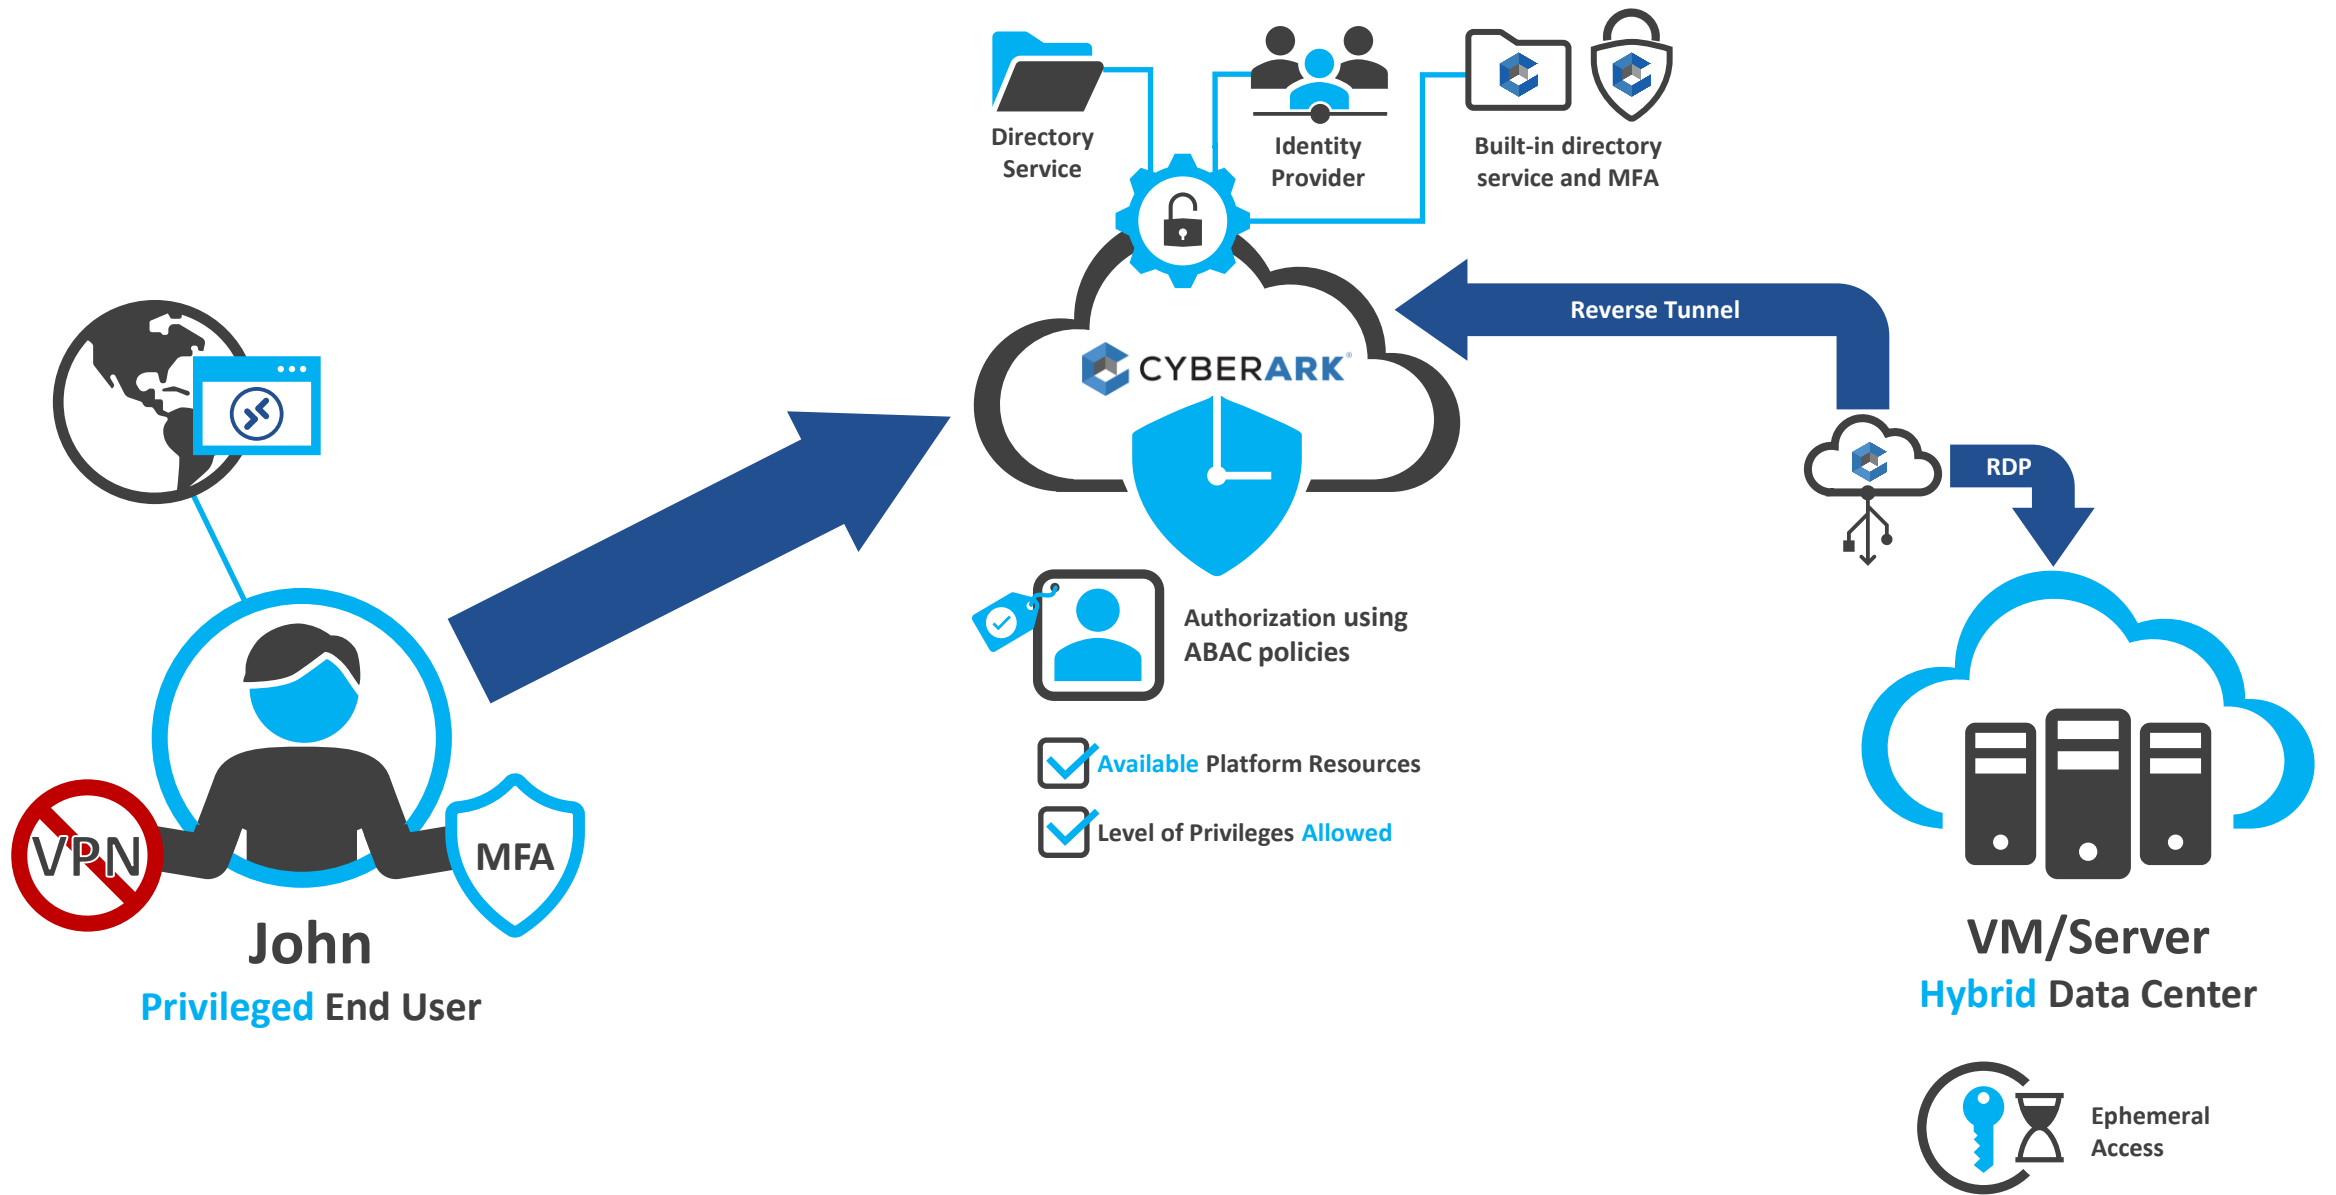 Directory
Service
Identity
Provider
Built-in directory
service and MFA
Reverse Tunnel
CYBERARK®
RDP
Authorization using
ABAC policies
Available Platform Resources
Level of Privileges Allowed
VPN
MFA
John
Privileged End User
VM/Server
Hybrid Data Center
Ephemeral
Access